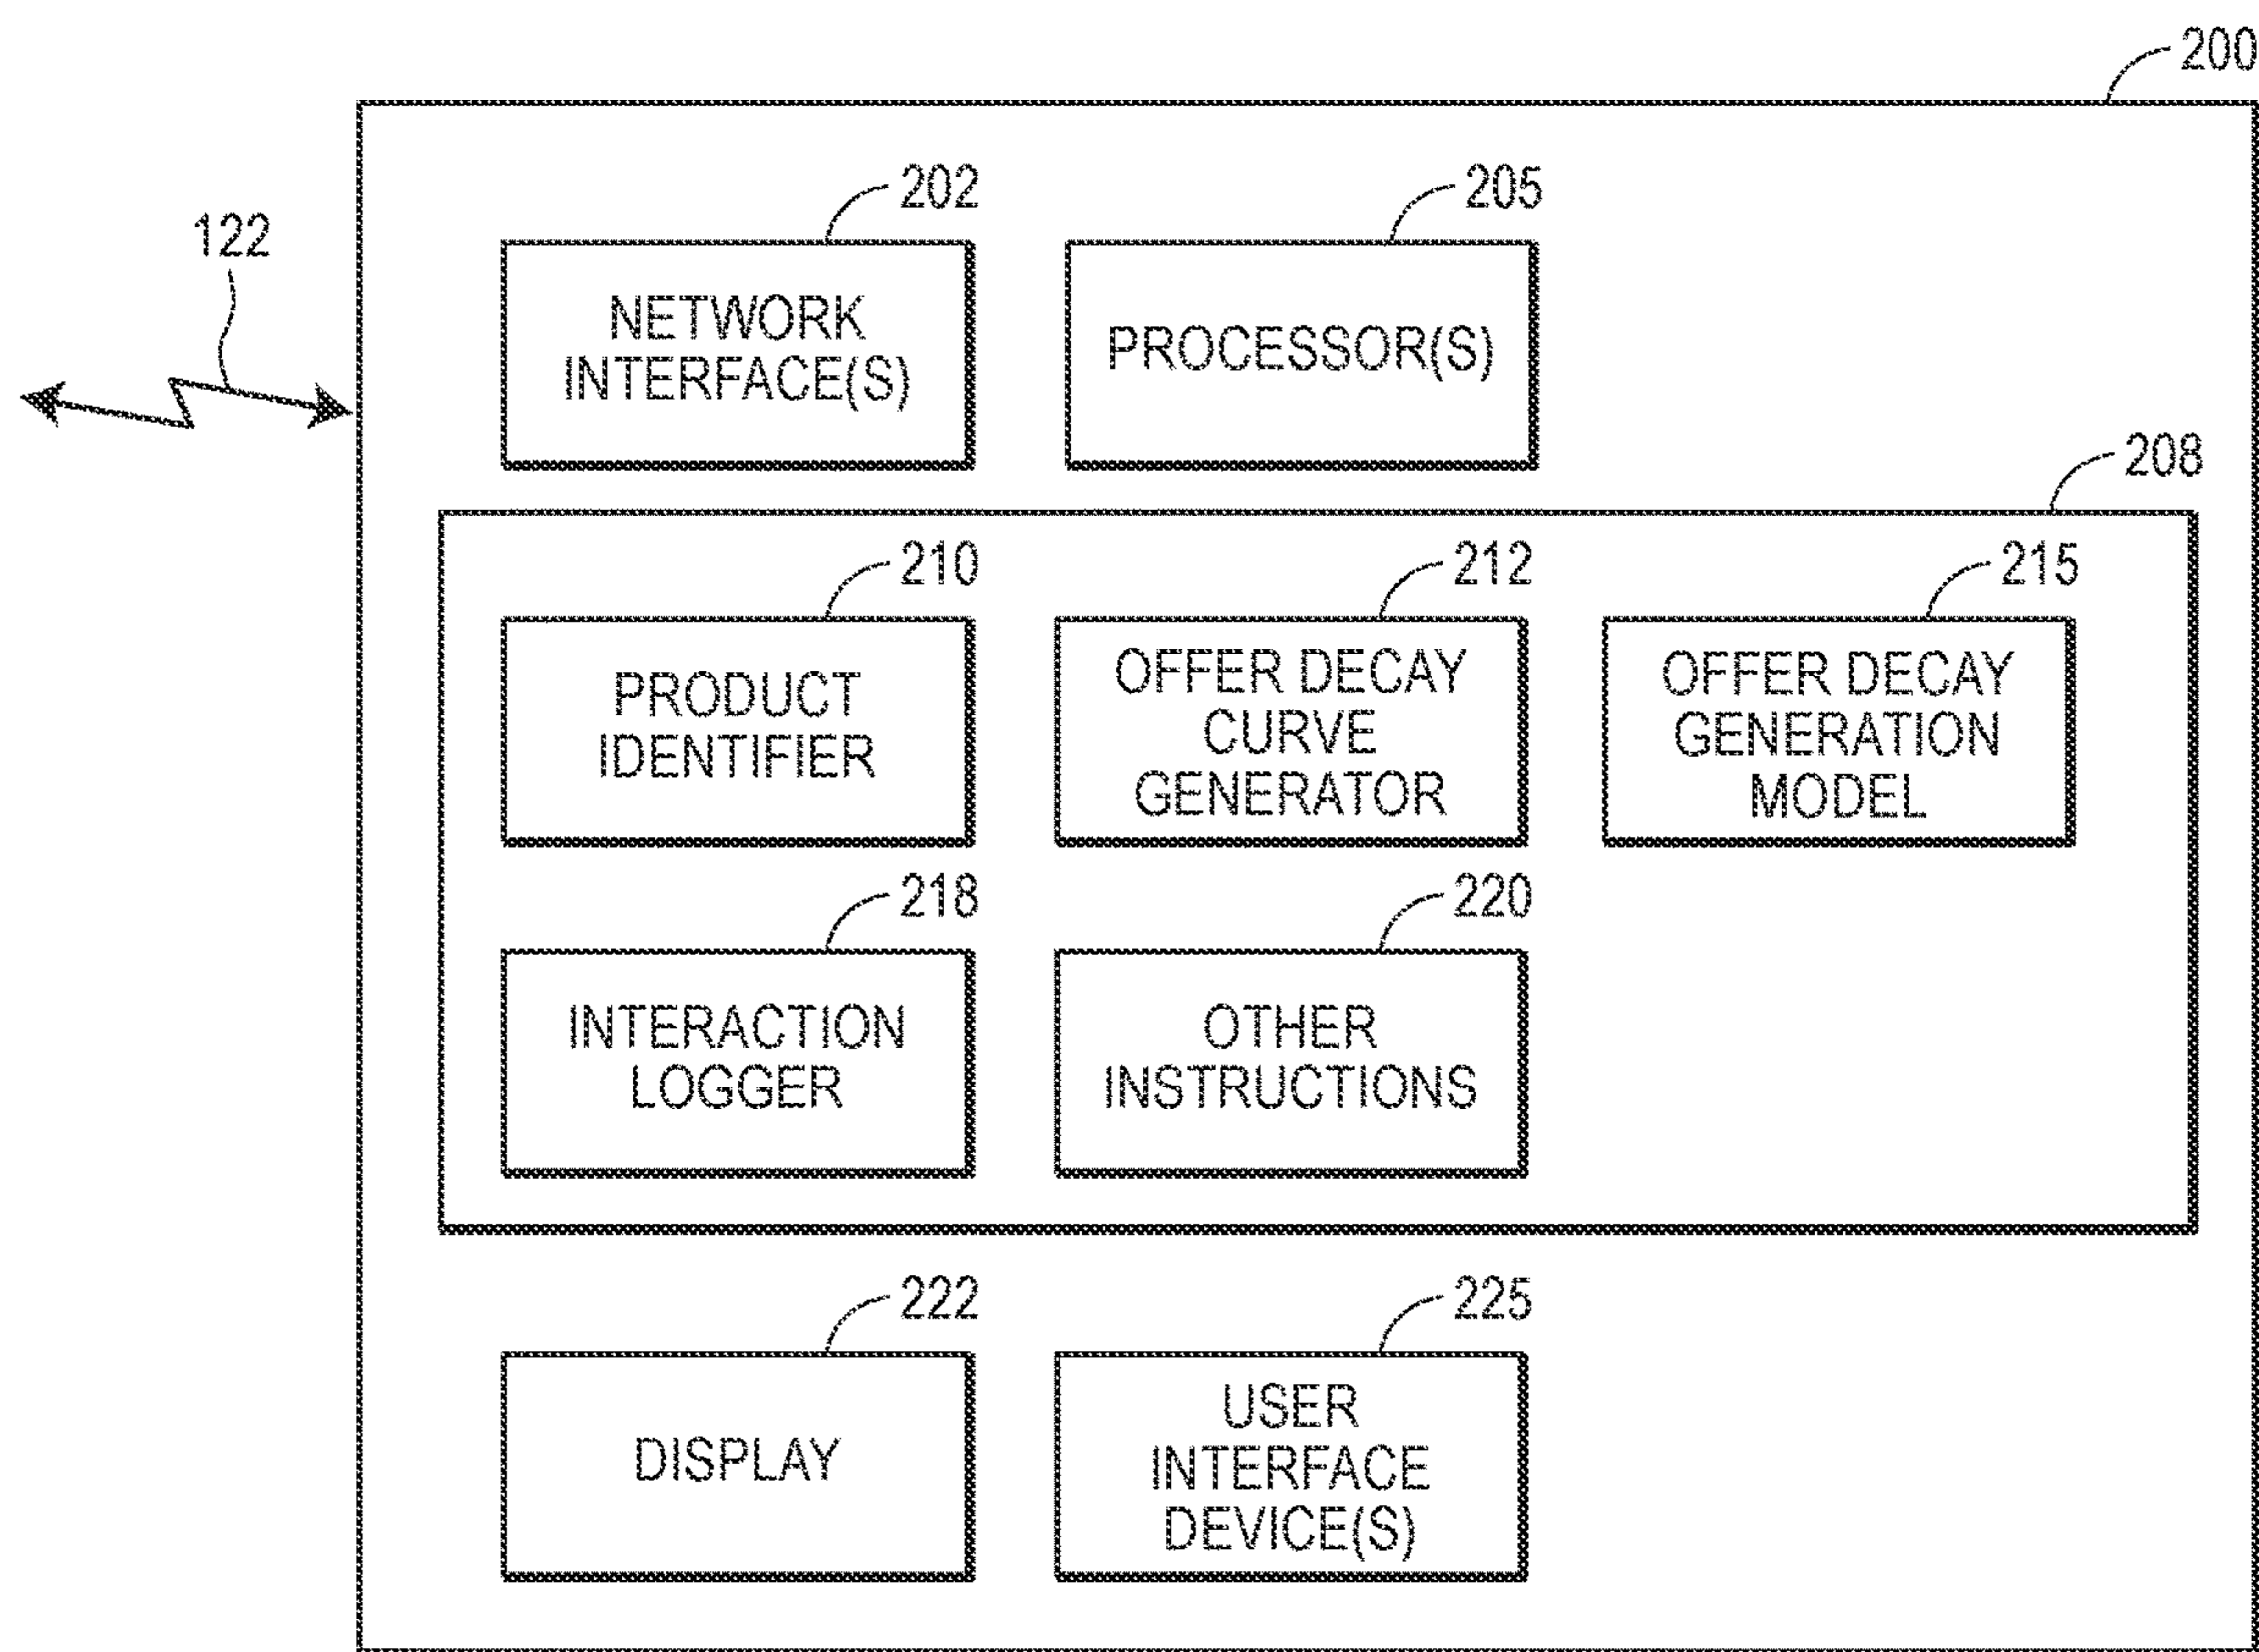 200
202
205
122
NETWORK
INTERFACE(S)
PROCESSOR(S)
208
210
212
215
PRODUCT
IDENTIFIER
OFFER DECAY
CURVE
GENERATOR
OFFER DECAY
GENERATION
MODEL
218
220
INTERACTION
LOGGER
OTHER
INSTRUCTIONS
222
225
DISPLAY
USER
INTERFACE
DEVICE(S)